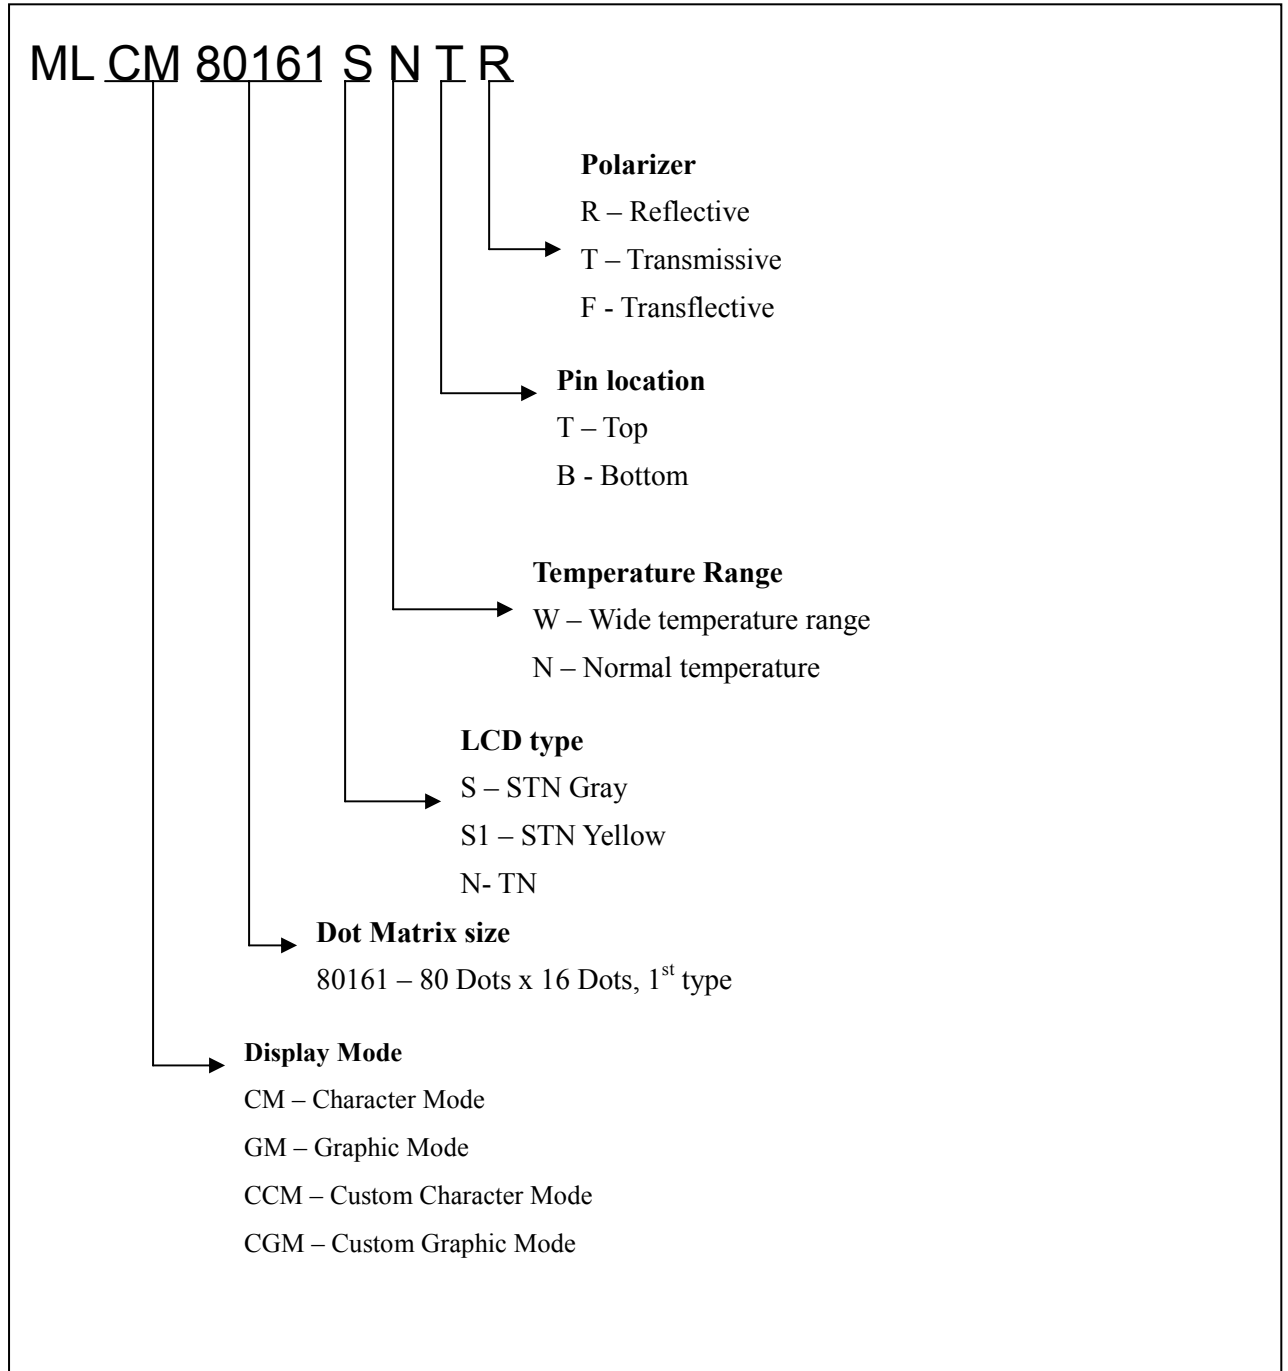 ML CM 80161 S N T R
Polarizer
R – Reflective
T – Transmissive
F - Transflective
Pin location
T – Top
B - Bottom
Temperature Range
W – Wide temperature range
N – Normal temperature
LCD type
S – STN Gray
S1 – STN Yellow
N- TN
Dot Matrix size
80161 – 80 Dots x 16 Dots, 1st type
Display Mode
CM – Character Mode
GM – Graphic Mode
CCM – Custom Character Mode
CGM – Custom Graphic Mode